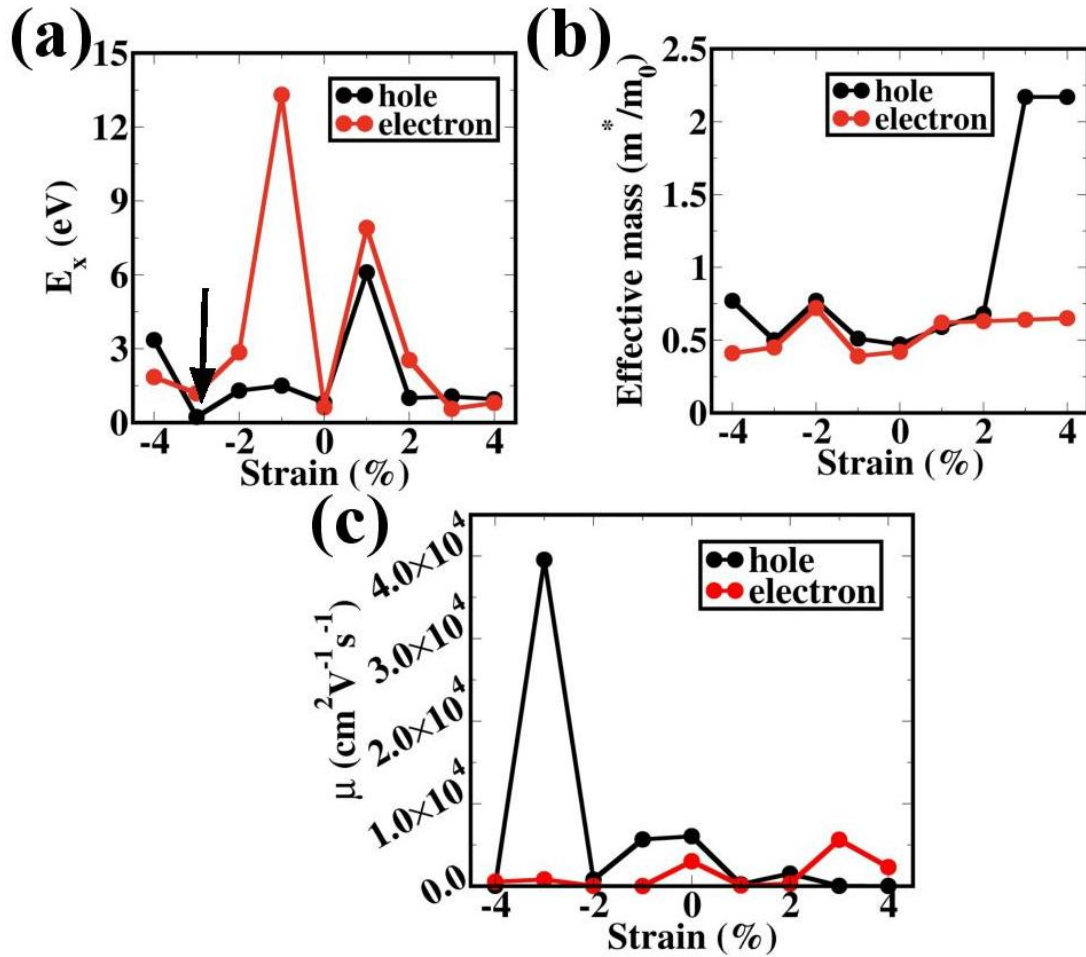 (a)
15
12
9
6
3
0
E_x (eV)
hole
electron
-4 -2 0 2 4
Strain (%)
(b)
2.5
2
1.5
1
0.5
0
Effective mass (m^*/m_0)
hole
electron
-4 -2 0 2 4
Strain (%)
(c)
4.0×10^4
3.0×10^4
2.0×10^4
1.0×10^4
0.0
μ (cm^2V^-1s^-1)
hole
electron
-4 -2 0 2 4
Strain (%)